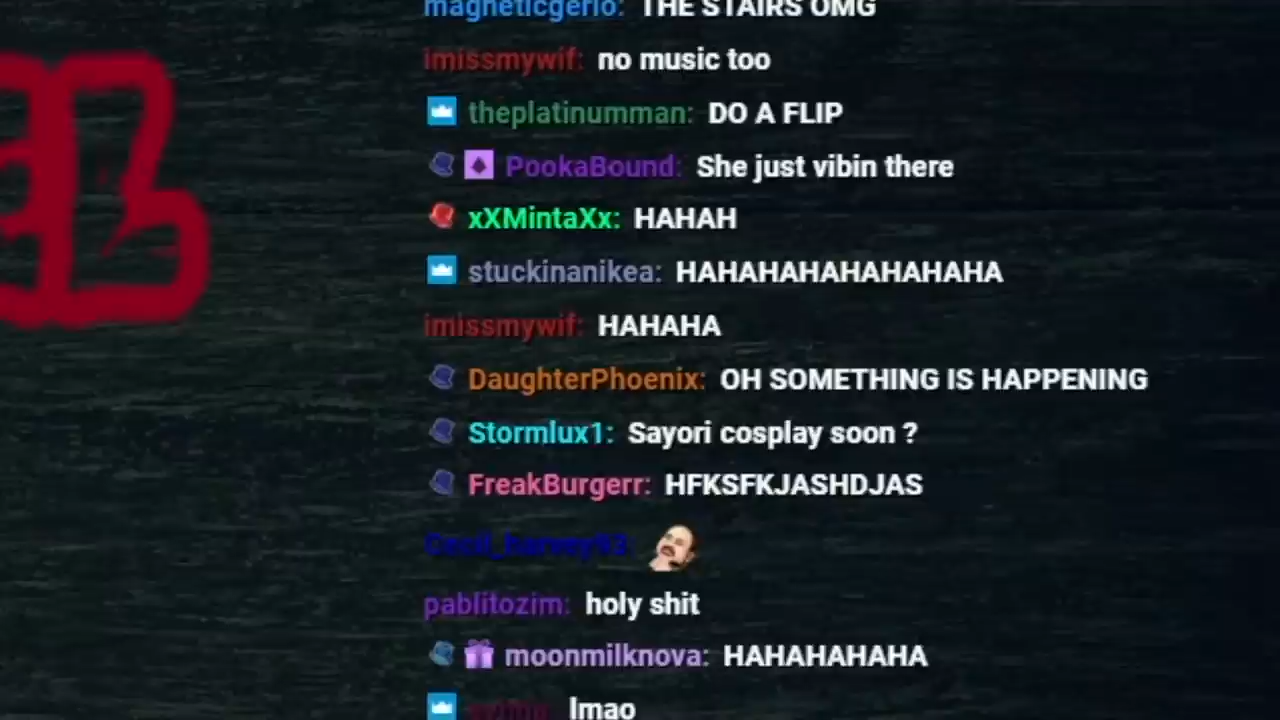 magneticgerio: THE STAIRS OMG
imissmywif: no music too
theplatinumman: DO A FLIP
PookaBound: She just vibin there
xXMintaXx: HAHAH
stuckinanikea: HAHAHAHAHAHAHAHA
imissmywif: HAHAHA
DaughterPhoenix: OH SOMETHING IS HAPPENING
Stormlux1: Sayori cosplay soon ?
FreakBurgerr: HFKSFKJASHDJAS
Cecil_harvey93:
pablitozim: holy shit
moonmilknova: HAHAHAHAHA
lmao